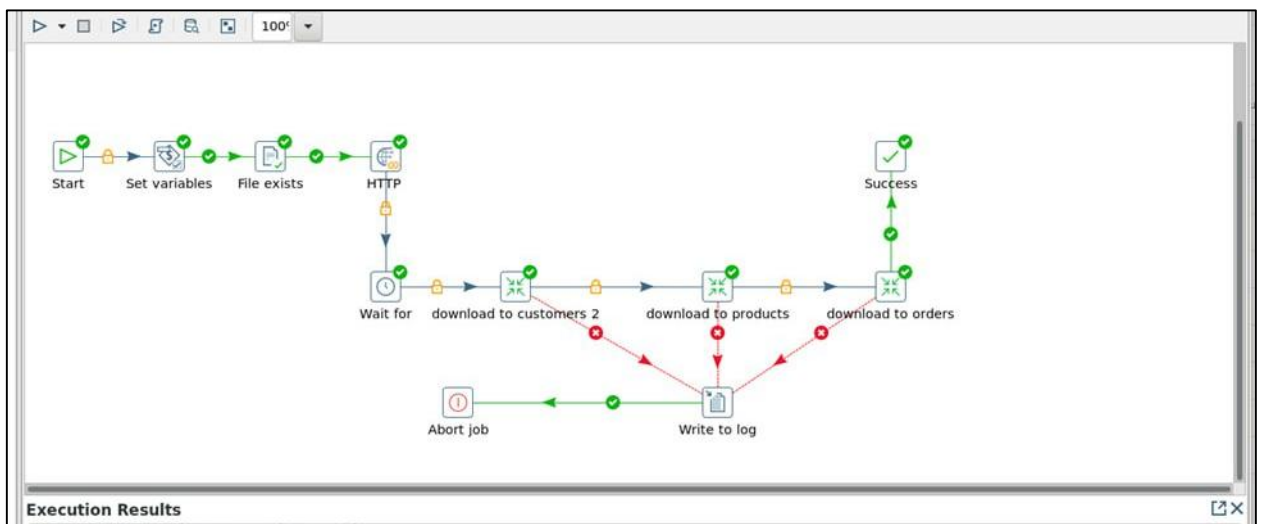 100%
Start
Set variables
File exists
HTTP
Success
Wait for
download to customers 2
download to products
download to orders
Abort job
Write to log
Execution Results